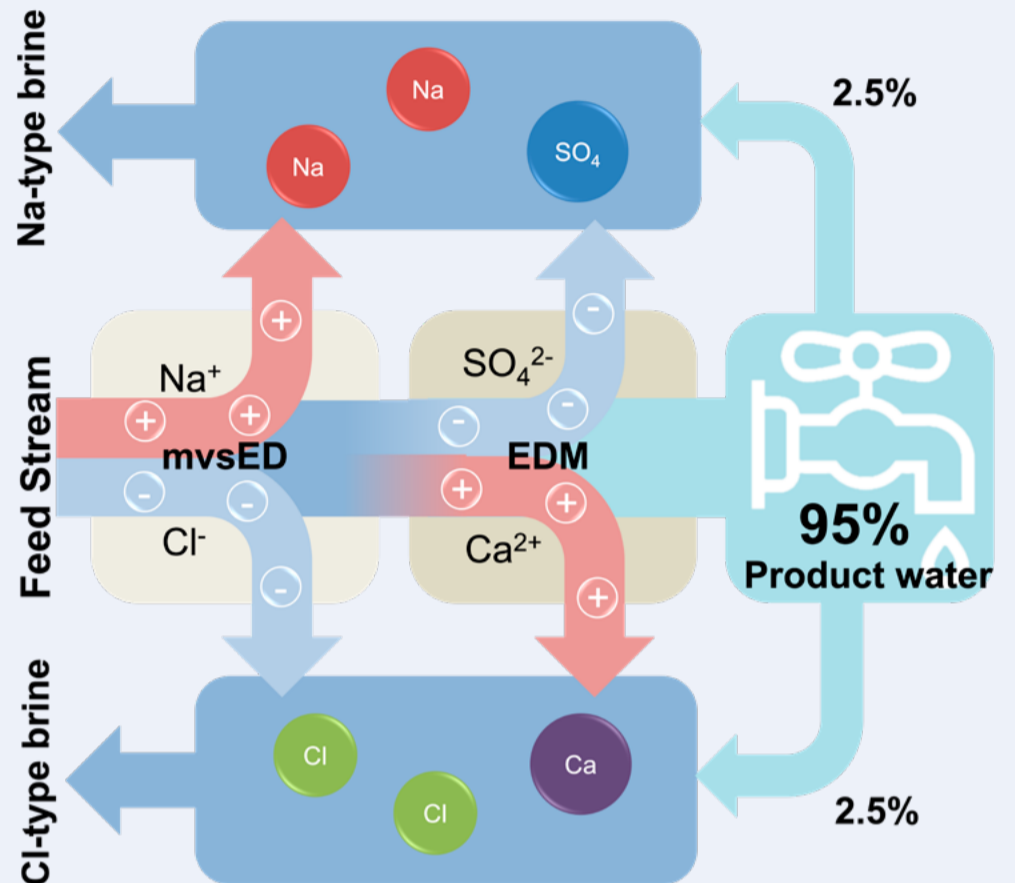 Na-type brine
Na
Na
SO₄
2.5%
Feed Stream
Na⁺
+
+
+
mvsED
-
-
-
Cl⁻
SO₄²⁻
-
-
-
EDM
+
+
+
Ca²⁺
95%
Product water
Cl-type brine
Cl
Cl
Ca
2.5%